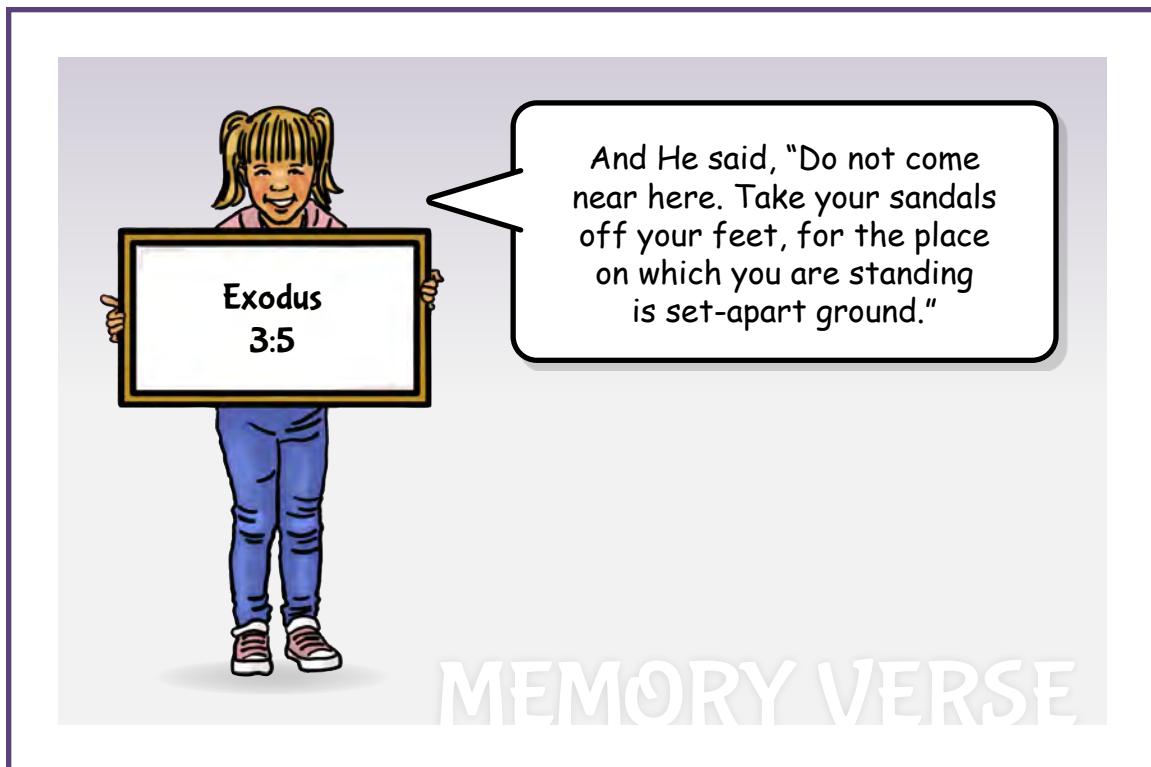 Exodus
3:5
And He said, “Do not come
near here. Take your sandals
off your feet, for the place
on which you are standing
is set-apart ground.”
MEMORY VERSE